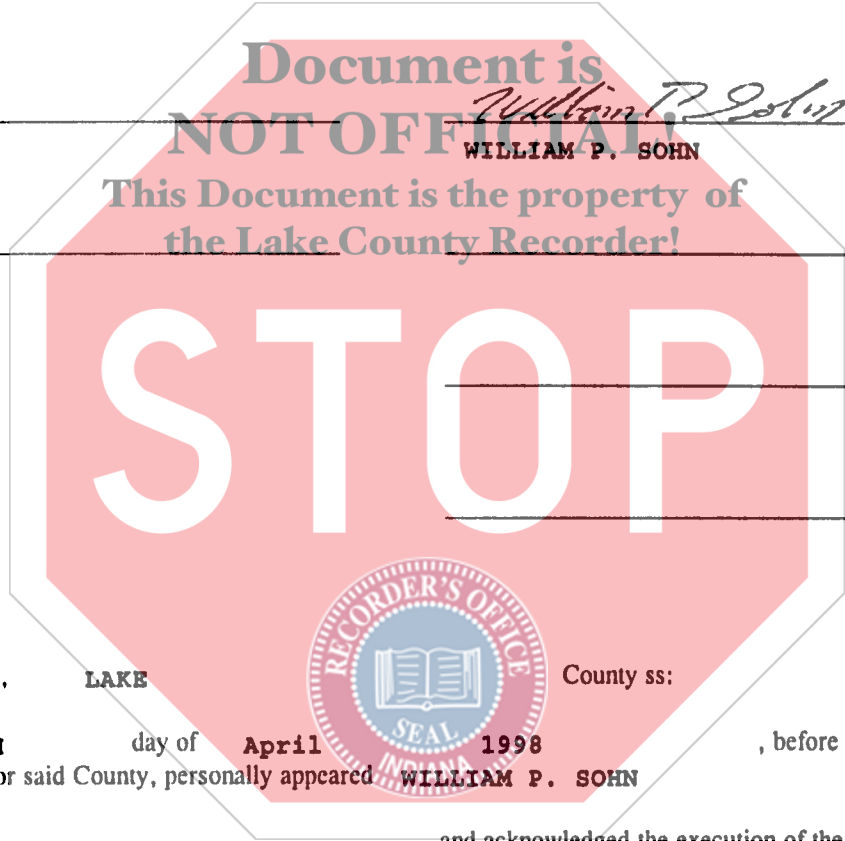 Document is
NOT OFFICIAL!
William P. Sohn
WILLIAM P. SOHN
This Document is the property of
the Lake County Recorder!
STOP
RECORDER'S OFFICE
SEAL
INDIANA
LAKE County ss:
day of April 1998 , before
said County, personally appeared WILLIAM P. SOHN
and acknowledged the execution of the